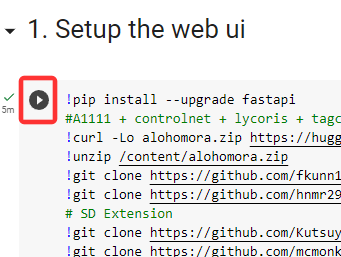 1. Setup the web ui
5m
!pip install --upgrade fastapi
#A1111 + controlnet + lycoris + tagc
!curl -Lo alohomora.zip https://hugg
!unzip /content/alohomora.zip
!git clone https://github.com/fkunn1
!git clone https://github.com/hnmr29
# SD Extension
!git clone https://github.com/Kutsuy
!git clone https://github.com/mcmonk